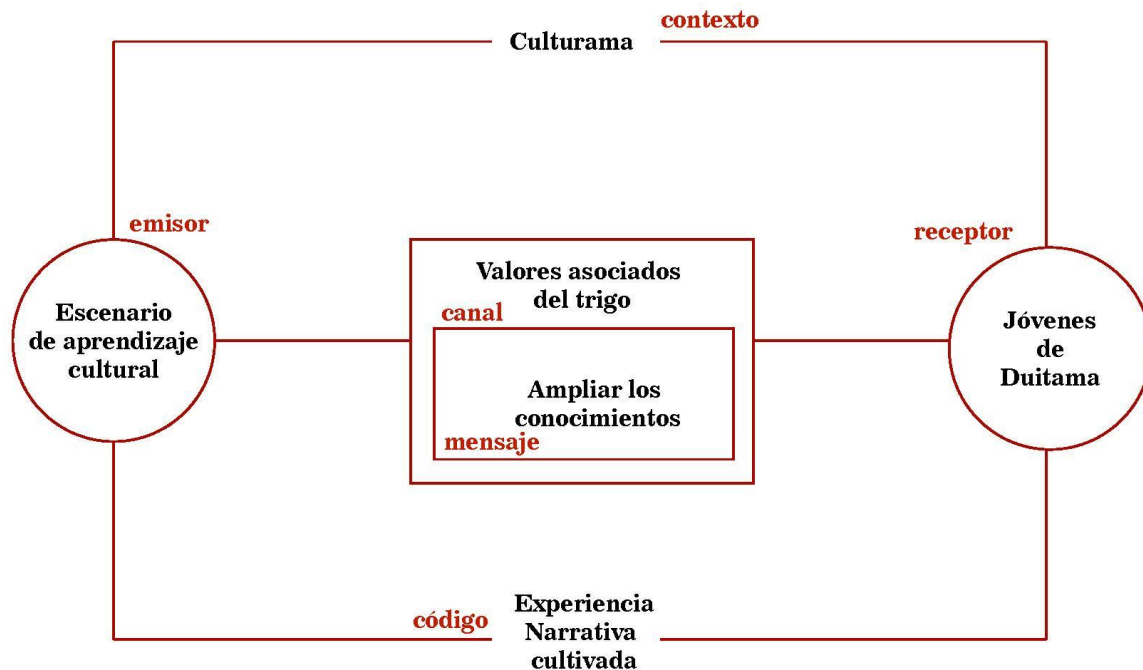 contexto
Culturama
emisor
receptor
Escenario
de aprendizaje
cultural
Valores asociados
del trigo
canal
Ampliar los
conocimientos
mensaje
Jóvenes
de
Duitama
código
Experiencia
Narrativa
cultivada